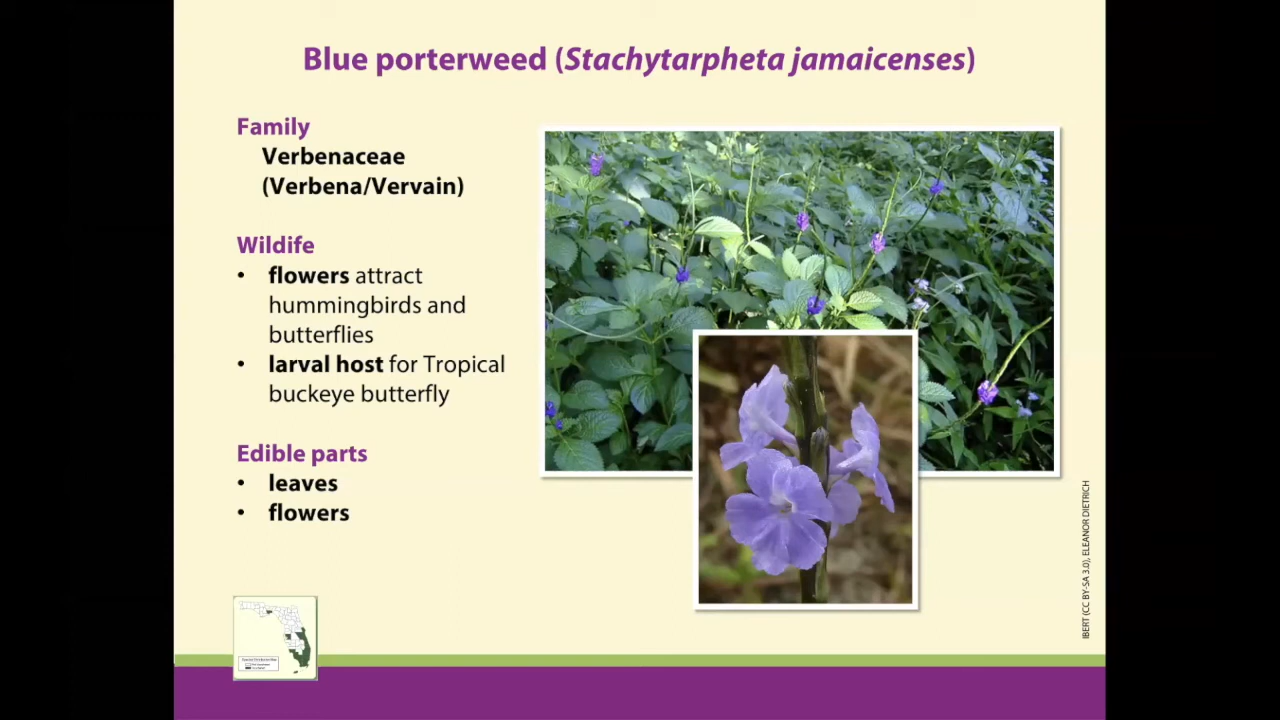 Blue porterweed (Stachytarpheta jamaicenses)
Family
Verbenaceae
(Verbena/Vervain)
Wildife
• flowers attract
hummingbirds and
butterflies
• larval host for Tropical
buckeye butterfly
Edible parts
• leaves
• flowers
IBERT (CC BY-SA 3.0), ELEANOR DIETRICH